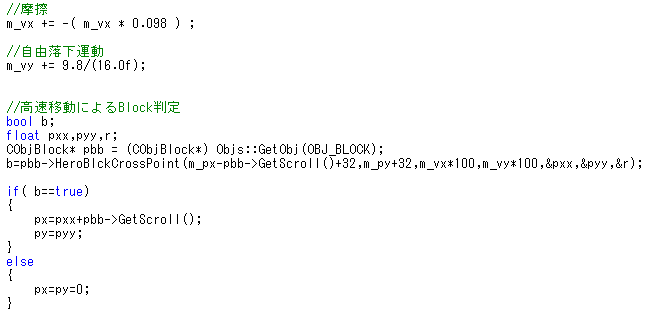 //摩擦
m_vx += -( m_vx * 0.098 ) ;
//自由落下運動
m_vy += 9.8/(16.0f);
//高速移動によるBlock判定
bool b;
float pxx,pyy,r;
CObjBlock* pbb = (CObjBlock*) Objs::GetObj(OBJ_BLOCK);
b=pbb->HeroBlckCrossPoint(m_px-pbb->GetScroll()+32,m_py+32,m_vx*100,m_vy*100,&pxx,&pyy,&r);
if( b==true)
{
    px=pxx+pbb->GetScroll();
    py=pyy;
}
else
{
    px=py=0;
}